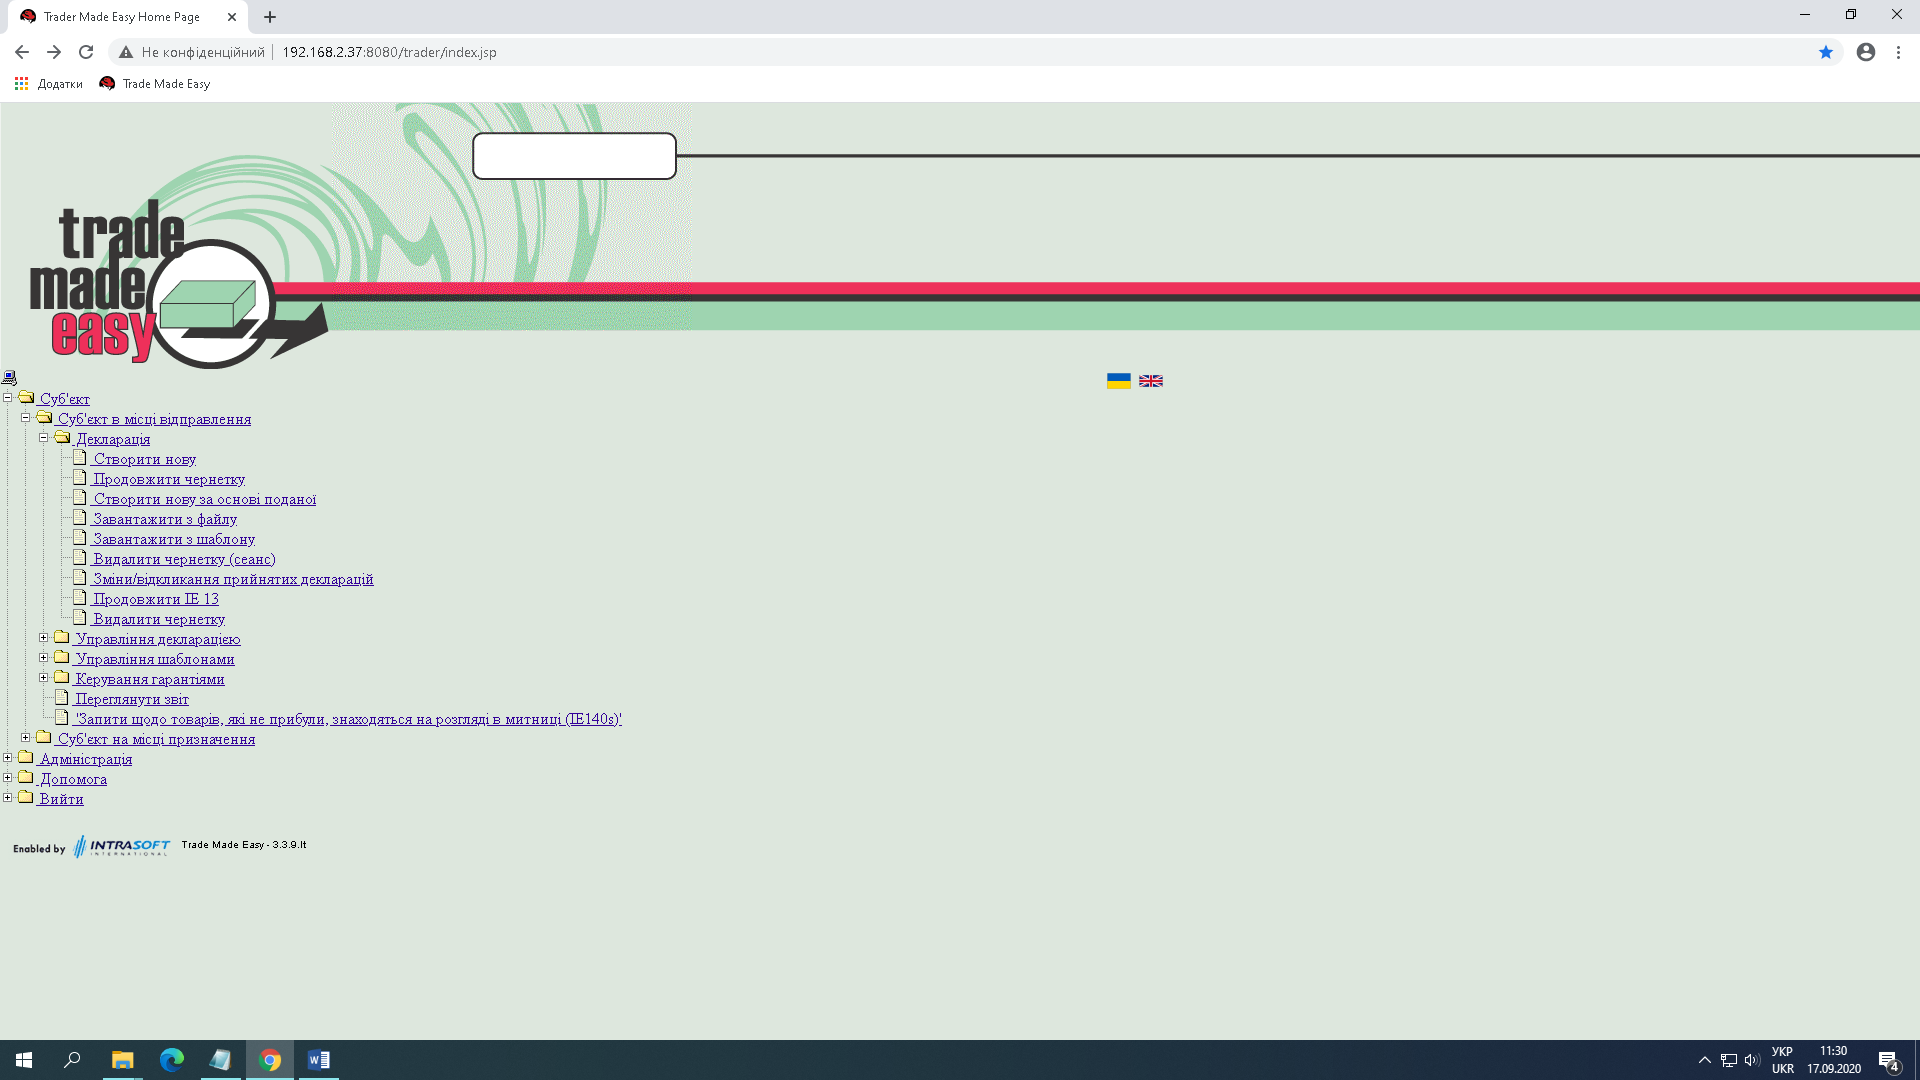 Trader Made Easy Home Page
Не конфіденційний 192.168.2.37:8080/trader/index.jsp
Додатки Trade Made Easy
trade
made
easy
Суб'єкт
Суб'єкт в місці відправлення
Декларація
Створити нову
Продовжити чернетку
Створити нову за основі поданої
Завантажити з файлу
Завантажити з шаблону
Видалити чернетку (сеанс)
Зміни/відкликання прийнятих декларацій
Продовжити ІЕ 13
Видалити чернетку
Управління декларацією
Управління шаблонами
Керування гарантіями
Переглянути звіт
'Запити щодо товарів, які не прибули, знаходяться на розгляді в митниці (IE140s)'
Суб'єкт на місці призначення
Адміністрація
Допомога
Вийти
Enabled by INTRASOFT INTERNATIONAL Trade Made Easy - 3.3.9.lt
УКР 11:30
UKR 17.09.2020 4